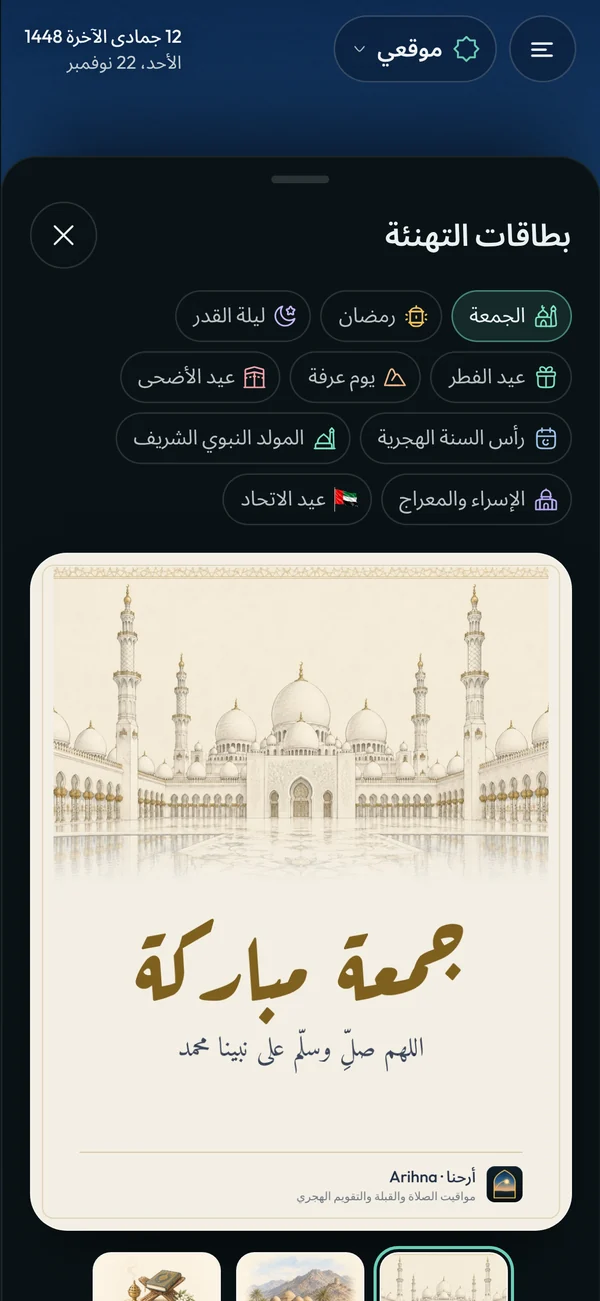 موقعي
12 جمادى الآخرة 1448
الأحد، 22 نوفمبر
بطاقات التهنئة
الجمعة
رمضان
ليلة القدر
عيد الفطر
يوم عرفة
عيد الأضحى
رأس السنة الهجرية
المولد النبوي الشريف
الإسراء والمعراج
عيد الاتحاد
جمعة مباركة
اللهم صلِّ وسلّم على نبينا محمد
أرحنا · Arihna
مواقيت الصلاة والقبلة والتقويم الهجري